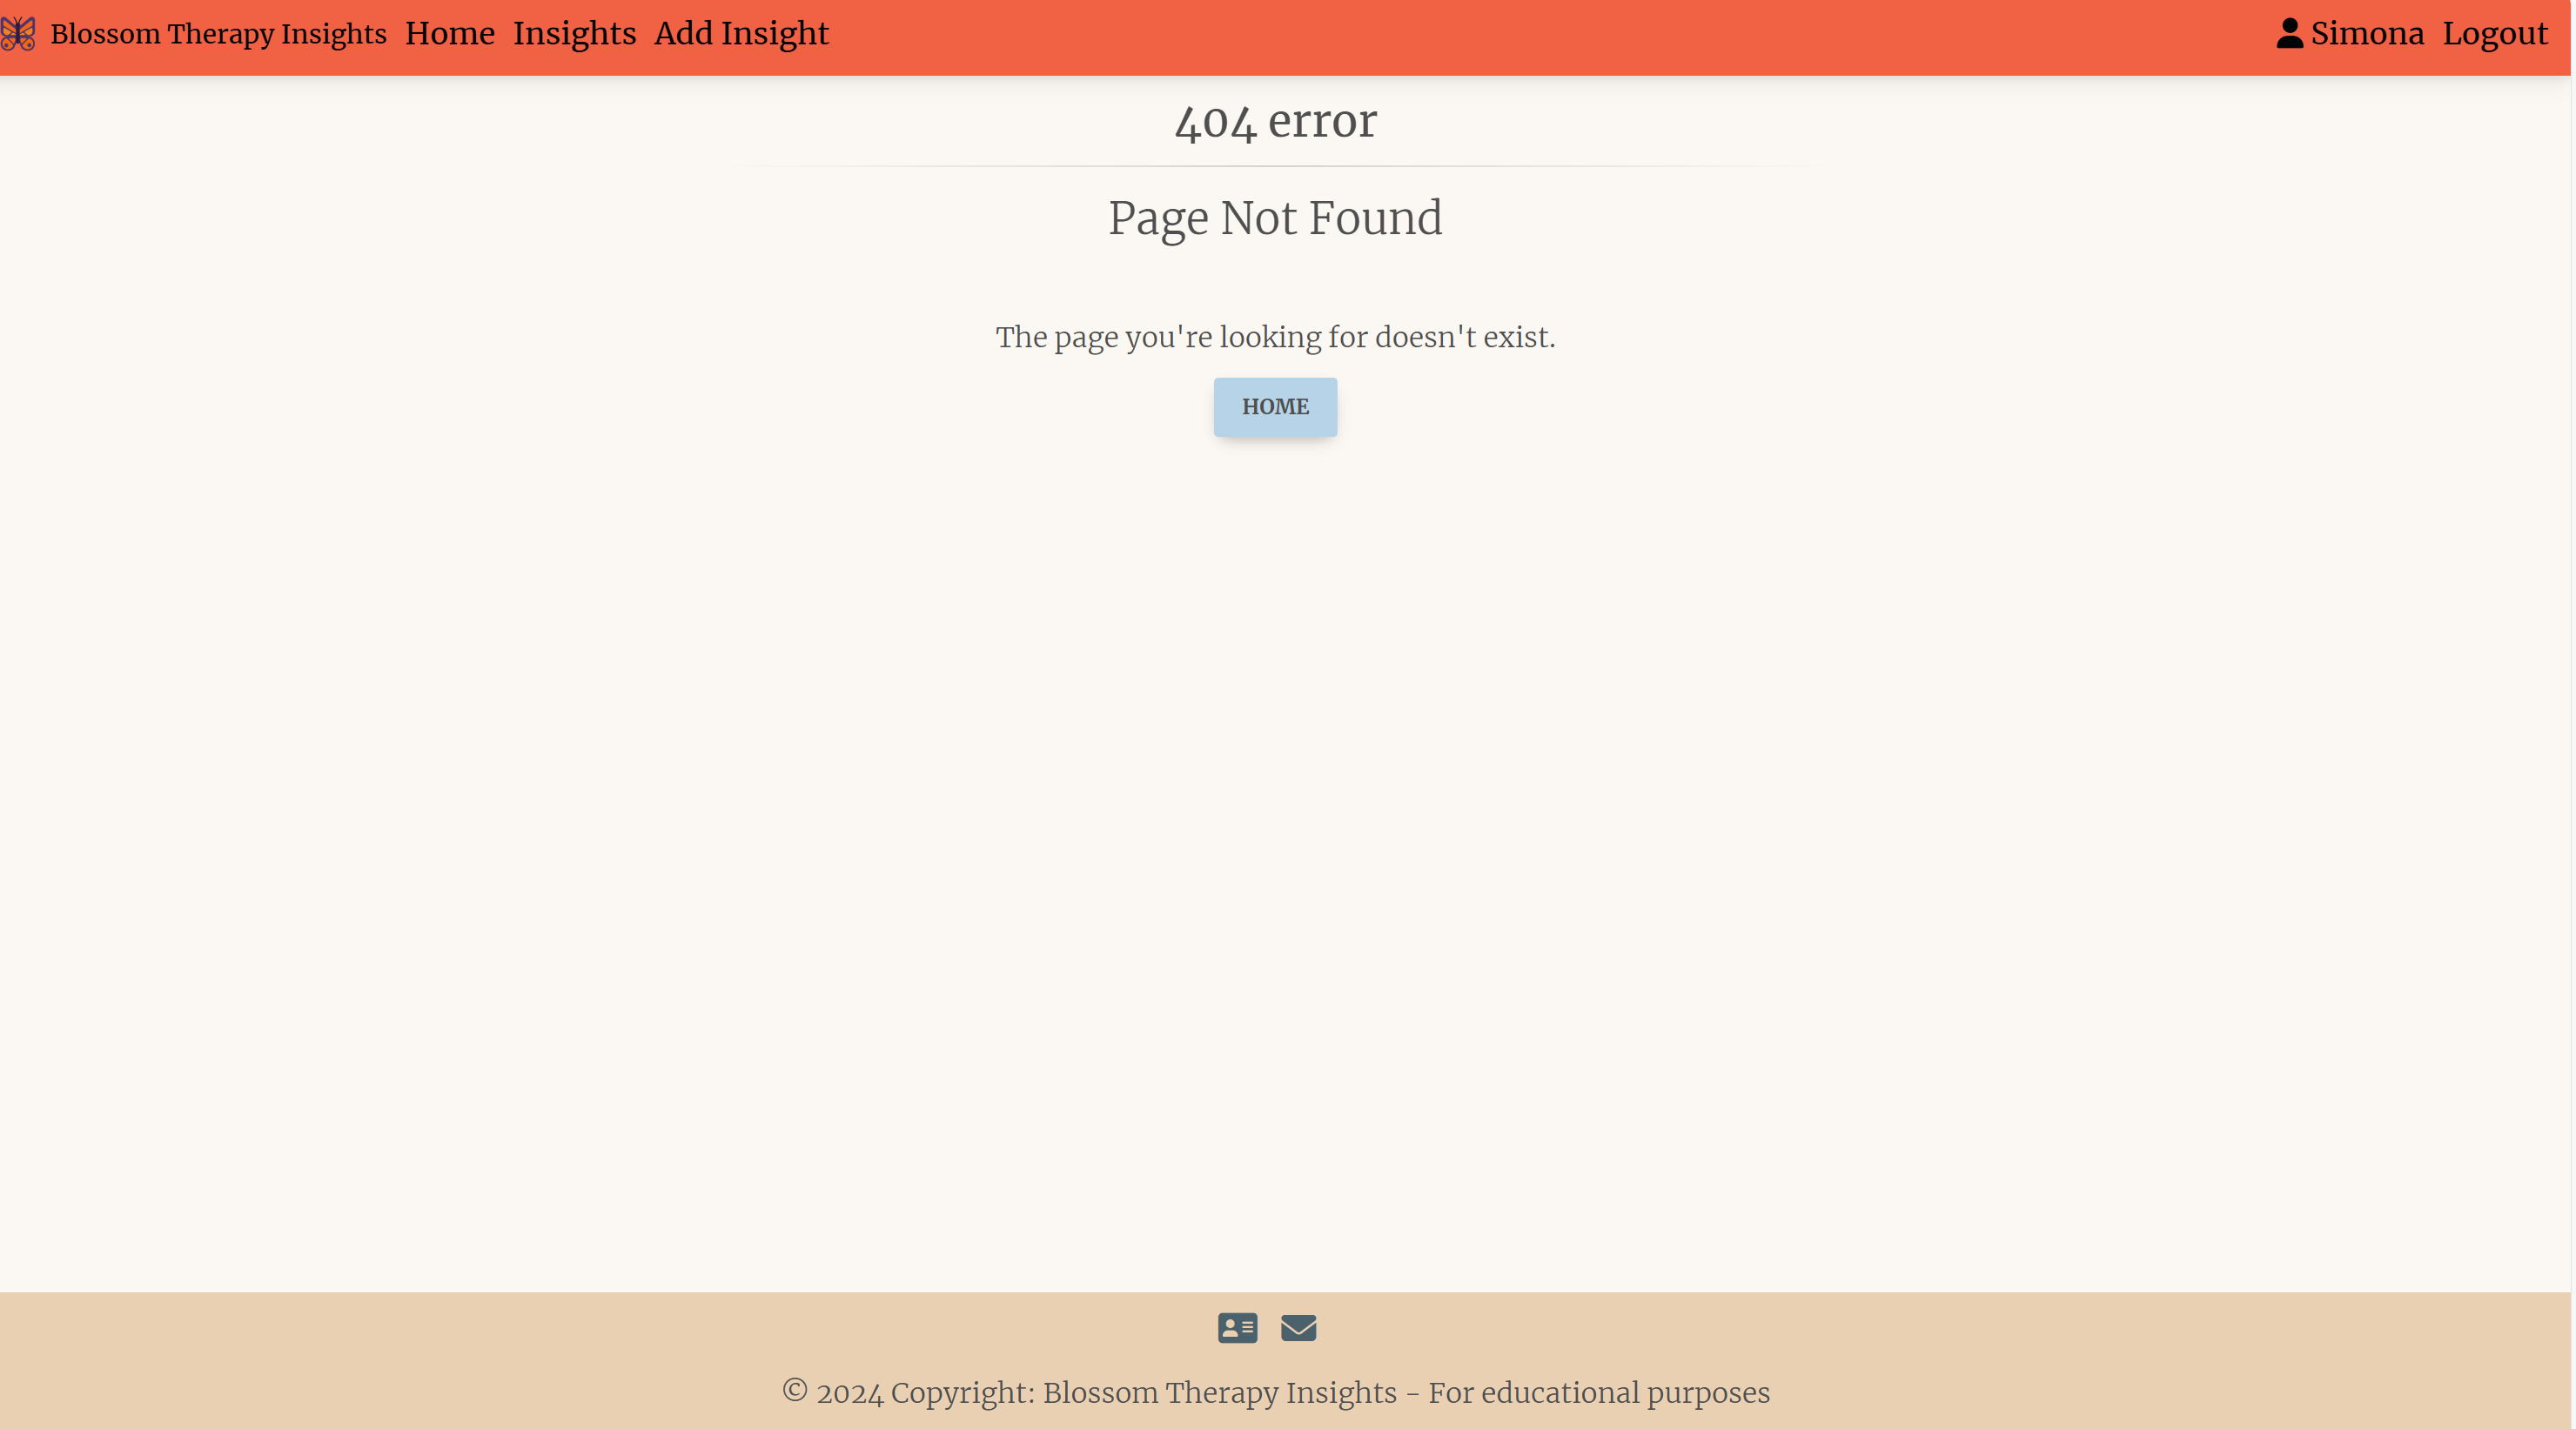 Blossom Therapy Insights Home Insights Add Insight Simona Logout
404 error
Page Not Found
The page you're looking for doesn't exist.
HOME
© 2024 Copyright: Blossom Therapy Insights - For educational purposes